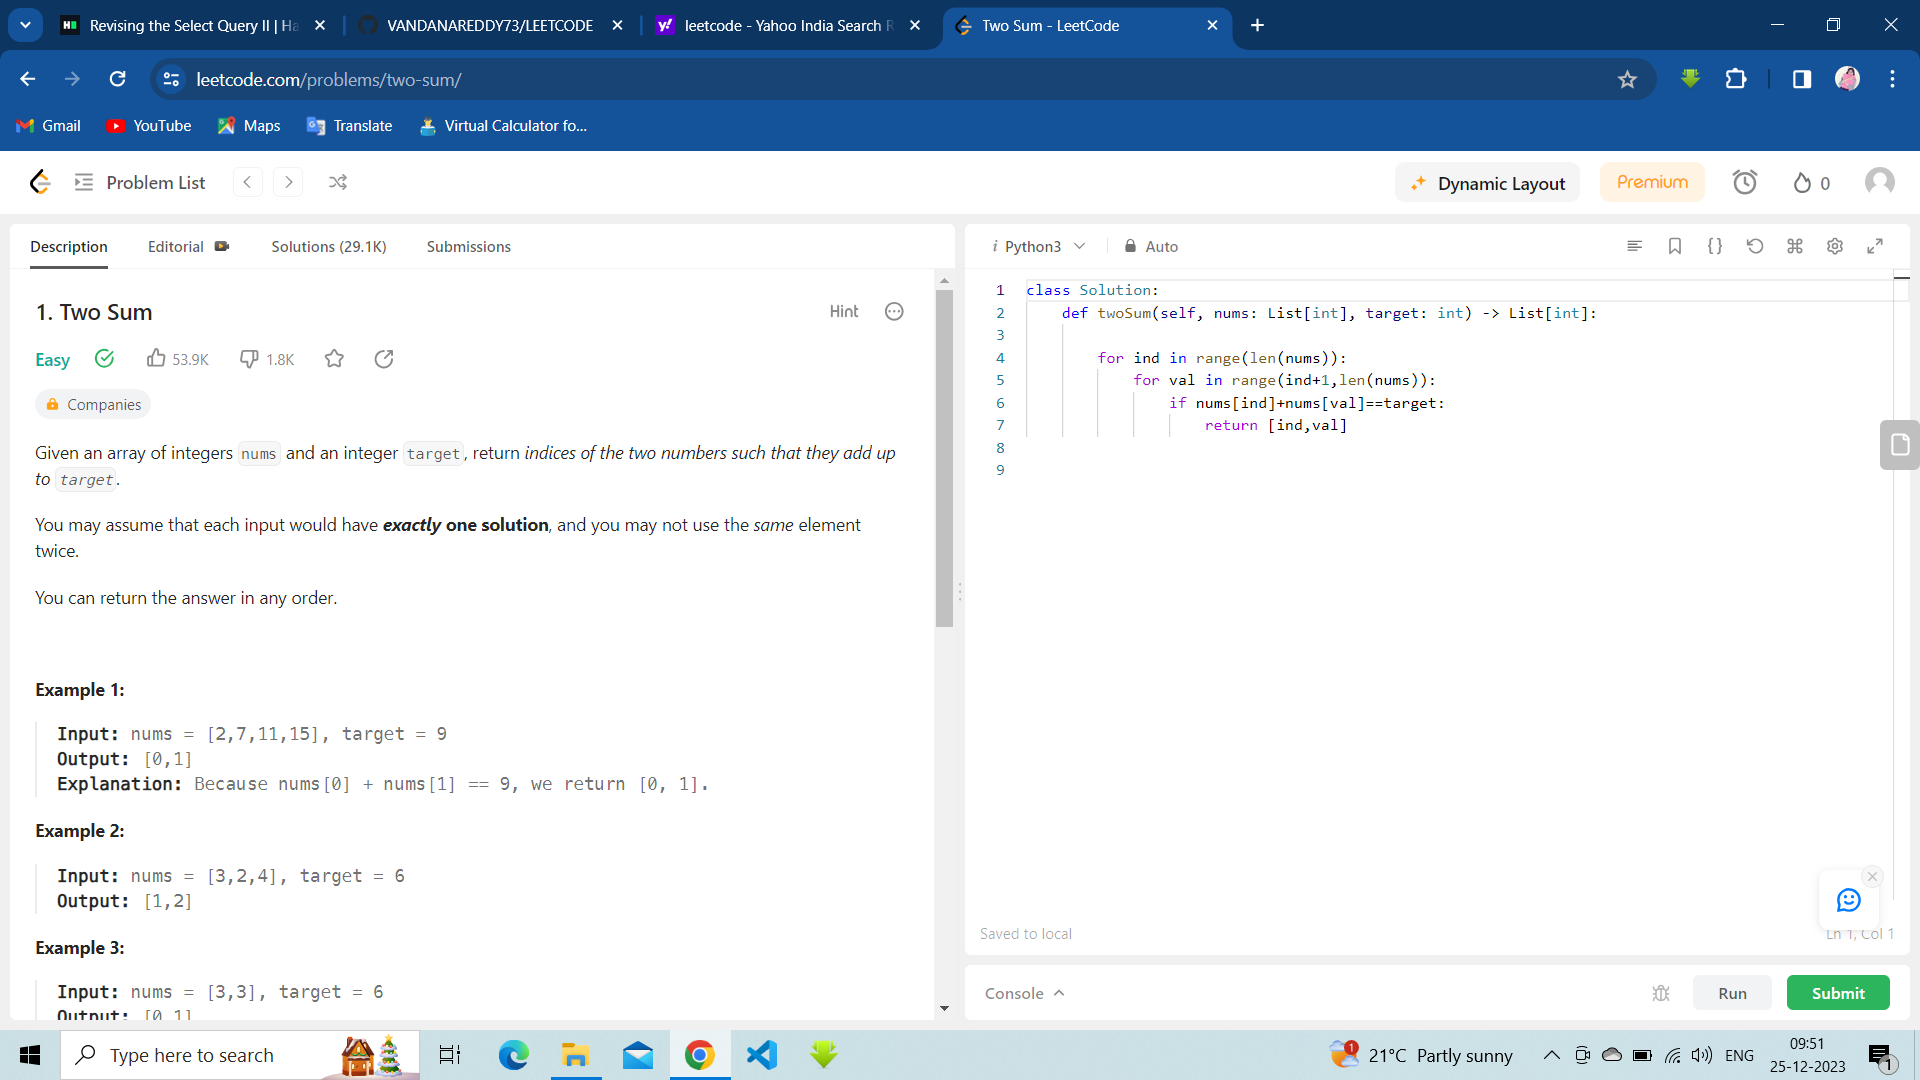 Revising the Select Query II | Ha
VANDANAREDDY73/LEETCODE
leetcode - Yahoo India Search R
Two Sum - LeetCode
leetcode.com/problems/two-sum/
Gmail
YouTube
Maps
Translate
Virtual Calculator fo...
Problem List
Dynamic Layout
Premium
0
Description
Editorial
Solutions (29.1K)
Submissions
1. Two Sum
Hint
Easy
53.9K
1.8K
Companies
Given an array of integers nums and an integer target, return indices of the two numbers such that they add up
to target.
You may assume that each input would have exactly one solution, and you may not use the same element
twice.
You can return the answer in any order.
Example 1:
Input: nums = [2,7,11,15], target = 9
Output: [0,1]
Explanation: Because nums[0] + nums[1] == 9, we return [0, 1].
Example 2:
Input: nums = [3,2,4], target = 6
Output: [1,2]
Example 3:
Input: nums = [3,3], target = 6
Output: [0,1]
i Python3
Auto
1 class Solution:
2 def twoSum(self, nums: List[int], target: int) -> List[int]:
3
4 for ind in range(len(nums)):
5 for val in range(ind+1,len(nums)):
6 if nums[ind]+nums[val]==target:
7 return [ind,val]
8
9
Saved to local
Ln 1, Col 1
Console
Run
Submit
Type here to search
1
21°C Partly sunny
ENG
09:51
25-12-2023
1